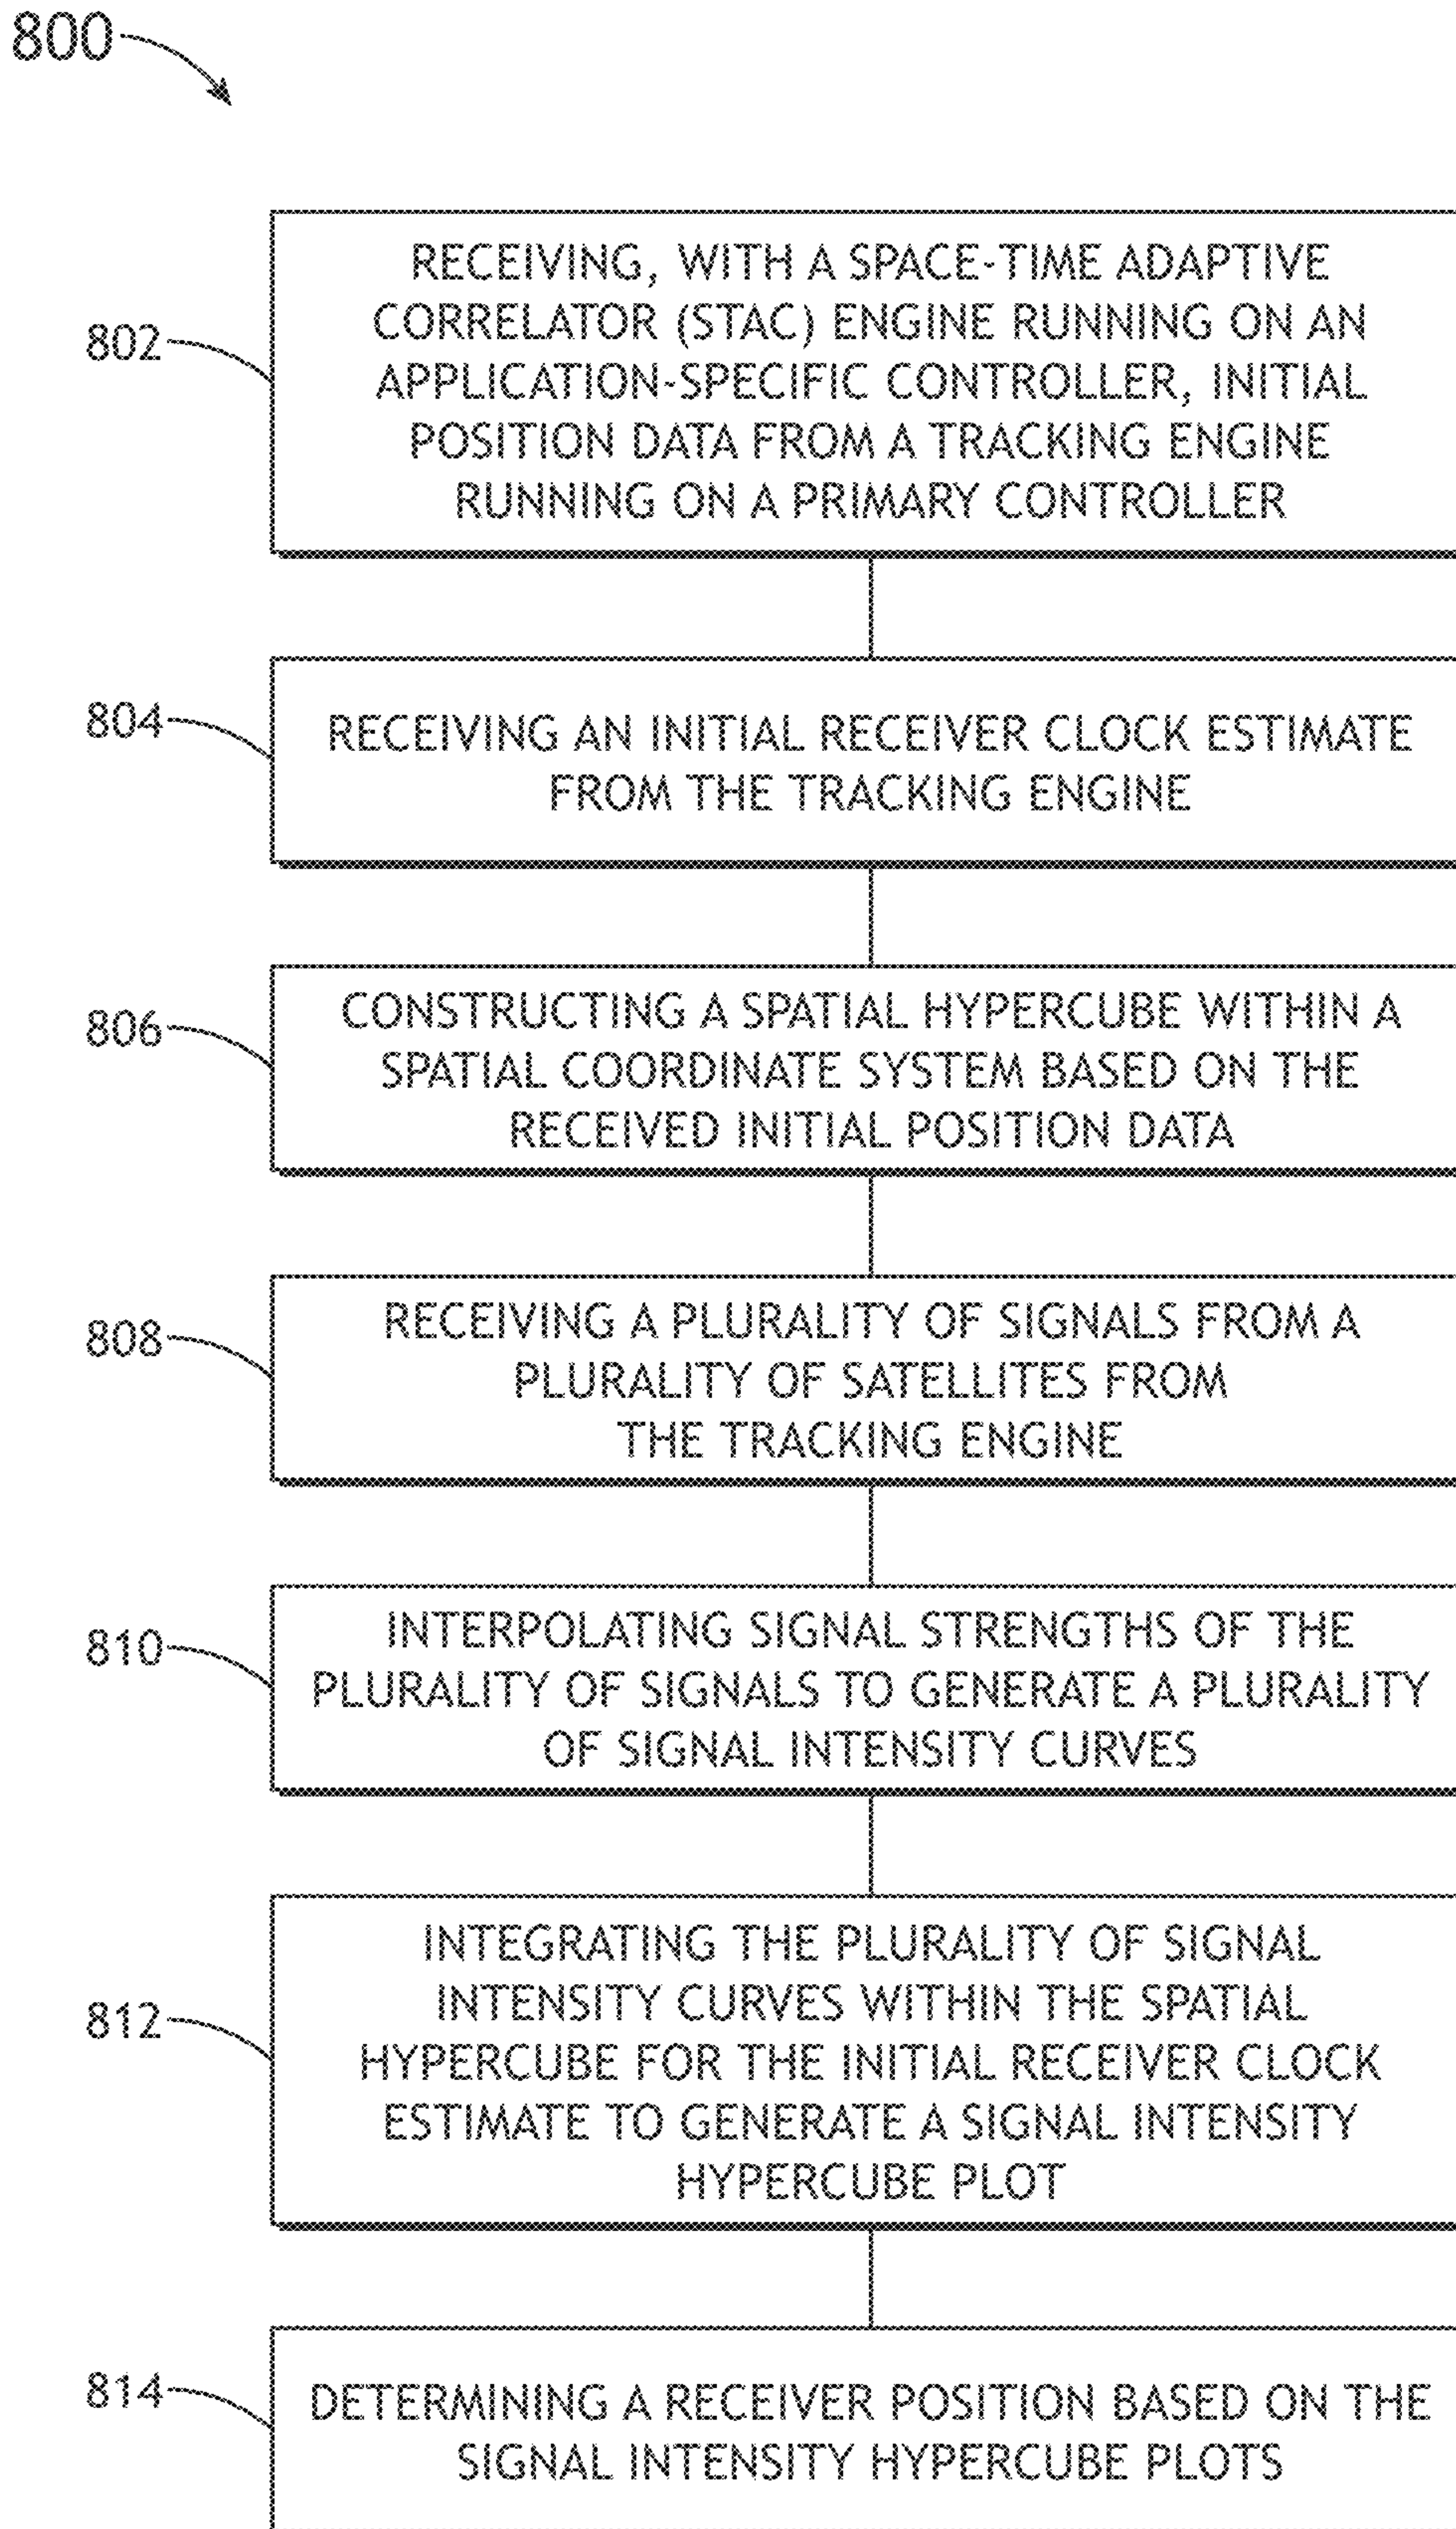 800
802
RECEIVING, WITH A SPACE-TIME ADAPTIVE
CORRELATOR (STAC) ENGINE RUNNING ON AN
APPLICATION-SPECIFIC CONTROLLER, INITIAL
POSITION DATA FROM A TRACKING ENGINE
RUNNING ON A PRIMARY CONTROLLER
804
RECEIVING AN INITIAL RECEIVER CLOCK ESTIMATE
FROM THE TRACKING ENGINE
806
CONSTRUCTING A SPATIAL HYPERCUBE WITHIN A
SPATIAL COORDINATE SYSTEM BASED ON THE
RECEIVED INITIAL POSITION DATA
808
RECEIVING A PLURALITY OF SIGNALS FROM A
PLURALITY OF SATELLITES FROM
THE TRACKING ENGINE
810
INTERPOLATING SIGNAL STRENGTHS OF THE
PLURALITY OF SIGNALS TO GENERATE A PLURALITY
OF SIGNAL INTENSITY CURVES
812
INTEGRATING THE PLURALITY OF SIGNAL
INTENSITY CURVES WITHIN THE SPATIAL
HYPERCUBE FOR THE INITIAL RECEIVER CLOCK
ESTIMATE TO GENERATE A SIGNAL INTENSITY
HYPERCUBE PLOT
814
DETERMINING A RECEIVER POSITION BASED ON THE
SIGNAL INTENSITY HYPERCUBE PLOTS